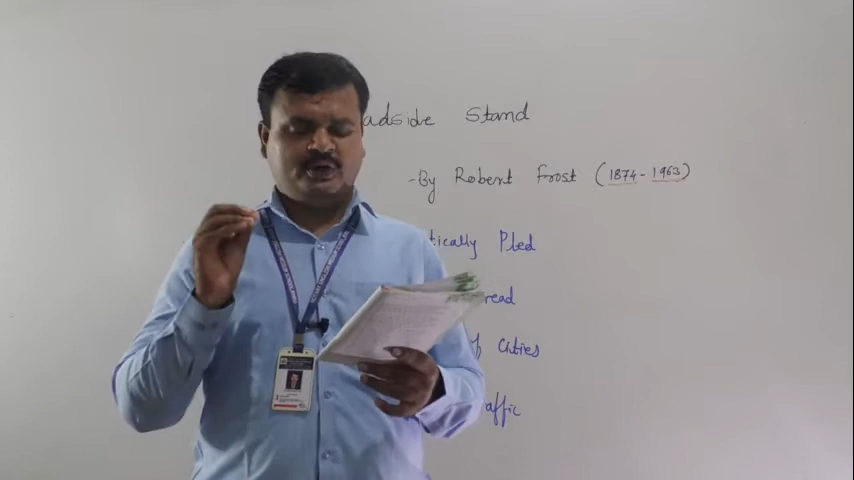 adside Stand
-By Robert Frost (1874-1963)
tically Pled
read
f Cities
affic